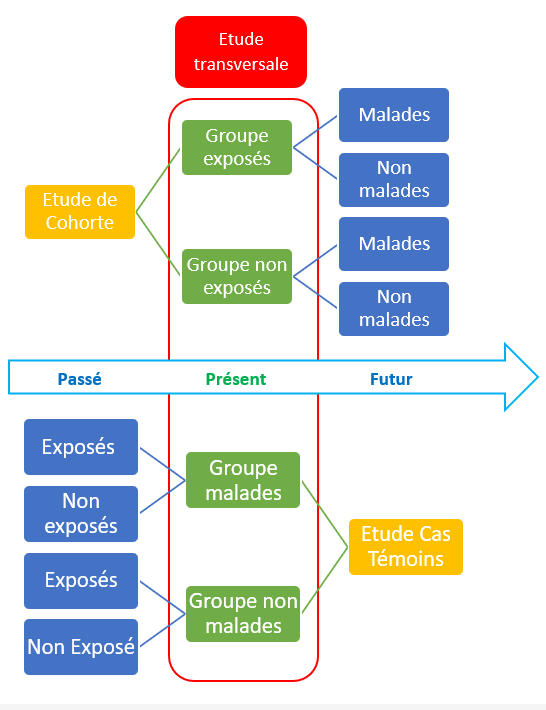 Etude
transversale
Malades
Groupe
exposés
Non
malades
Etude de
Cohorte
Malades
Groupe non
exposés
Non
malades
Passé
Présent
Futur
Exposés
Groupe
malades
Non
exposés
Etude Cas
Témoins
Exposés
Groupe non
malades
Non Exposé